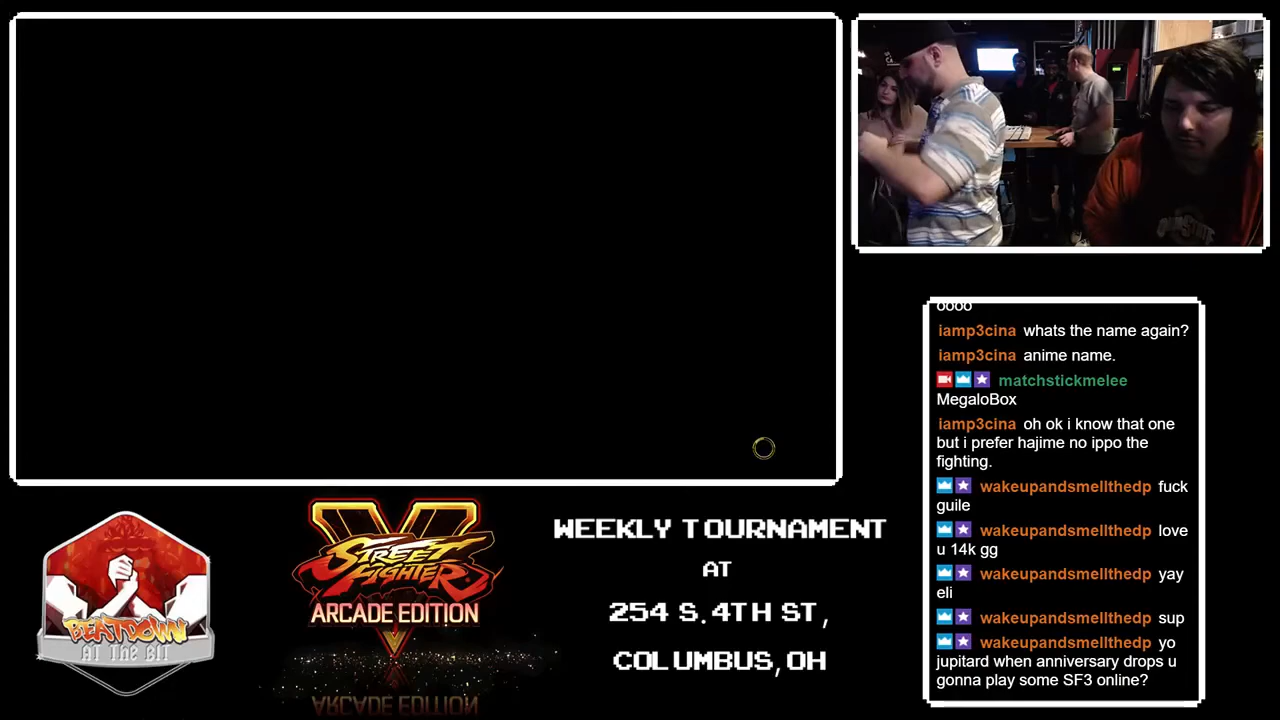 oooo
iamp3cina whats the name again?
iamp3cina anime name.
matchstickmelee
MegaloBox
iamp3cina oh ok i know that one
but i prefer hajime no ippo the
fighting.
wakeupandsmellthedp fuck
guile
wakeupandsmellthedp love
u 14k gg
wakeupandsmellthedp yay
eli
wakeupandsmellthedp sup
wakeupandsmellthedp yo
jupitard when anniversary drops u
gonna play some SF3 online?
BEATDOWN
AT THE BIT
V
STREET
FIGHTER
ARCADE EDITION
ARCADE EDITION
WEEKLY TOURNAMENT
AT
254 S.4TH ST,
COLUMBUS,OH